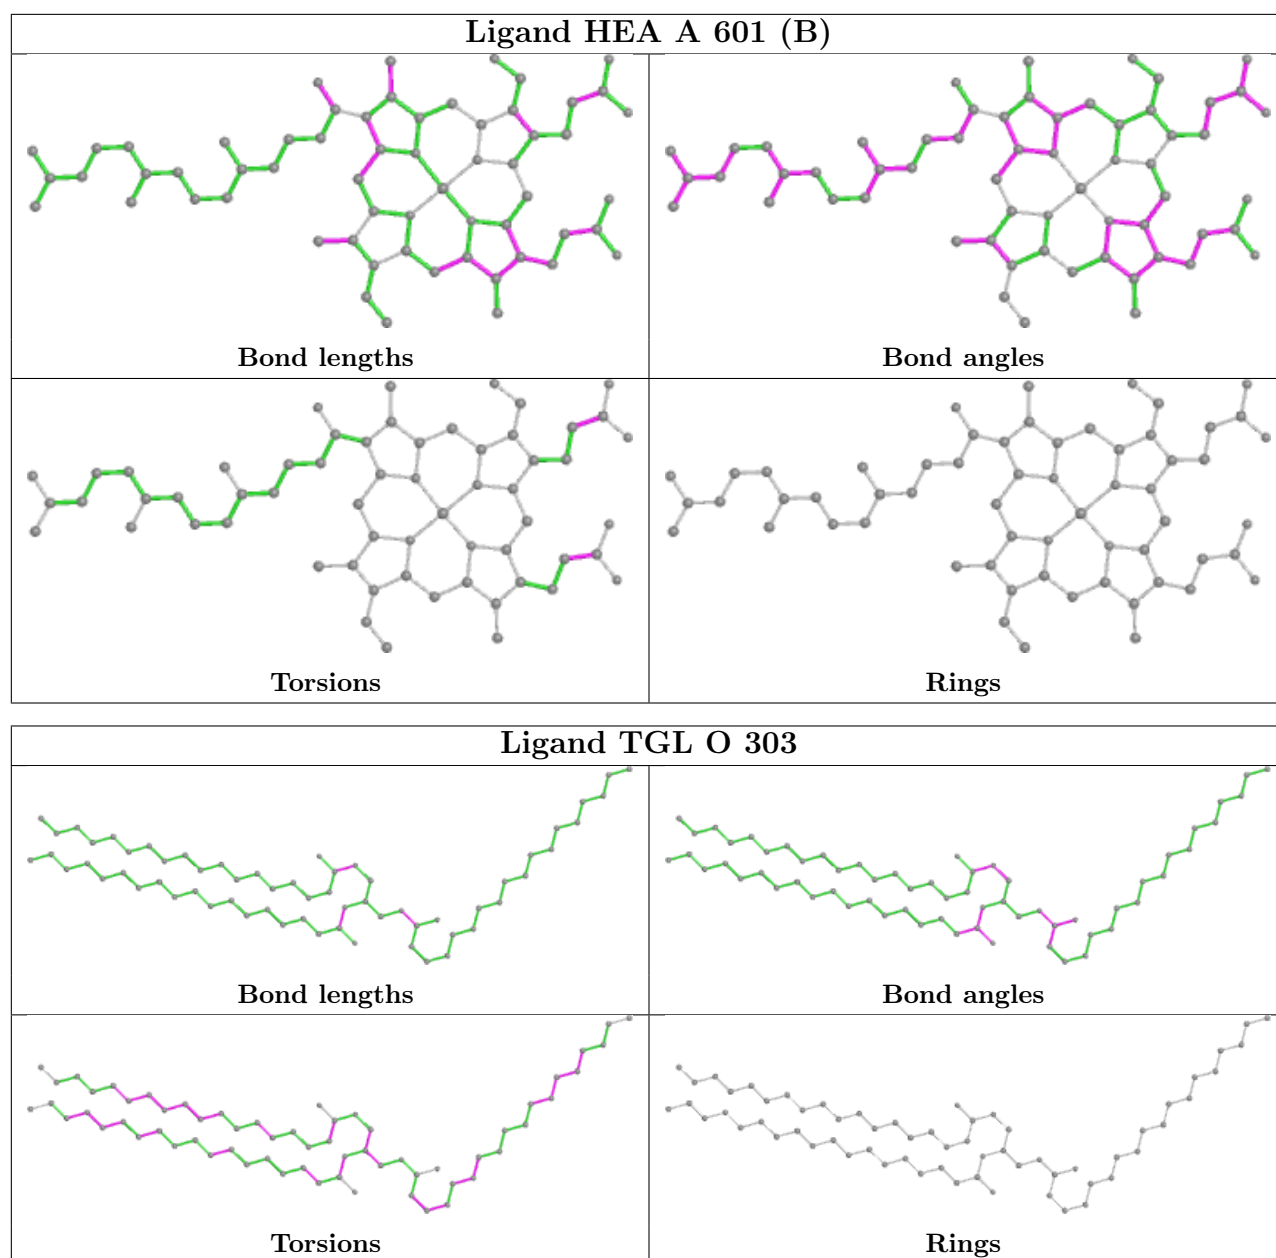 Ligand HEA A 601 (B)
Bond lengths
Bond angles
Torsions
Rings
Ligand TGL O 303
Bond lengths
Bond angles
Torsions
Rings